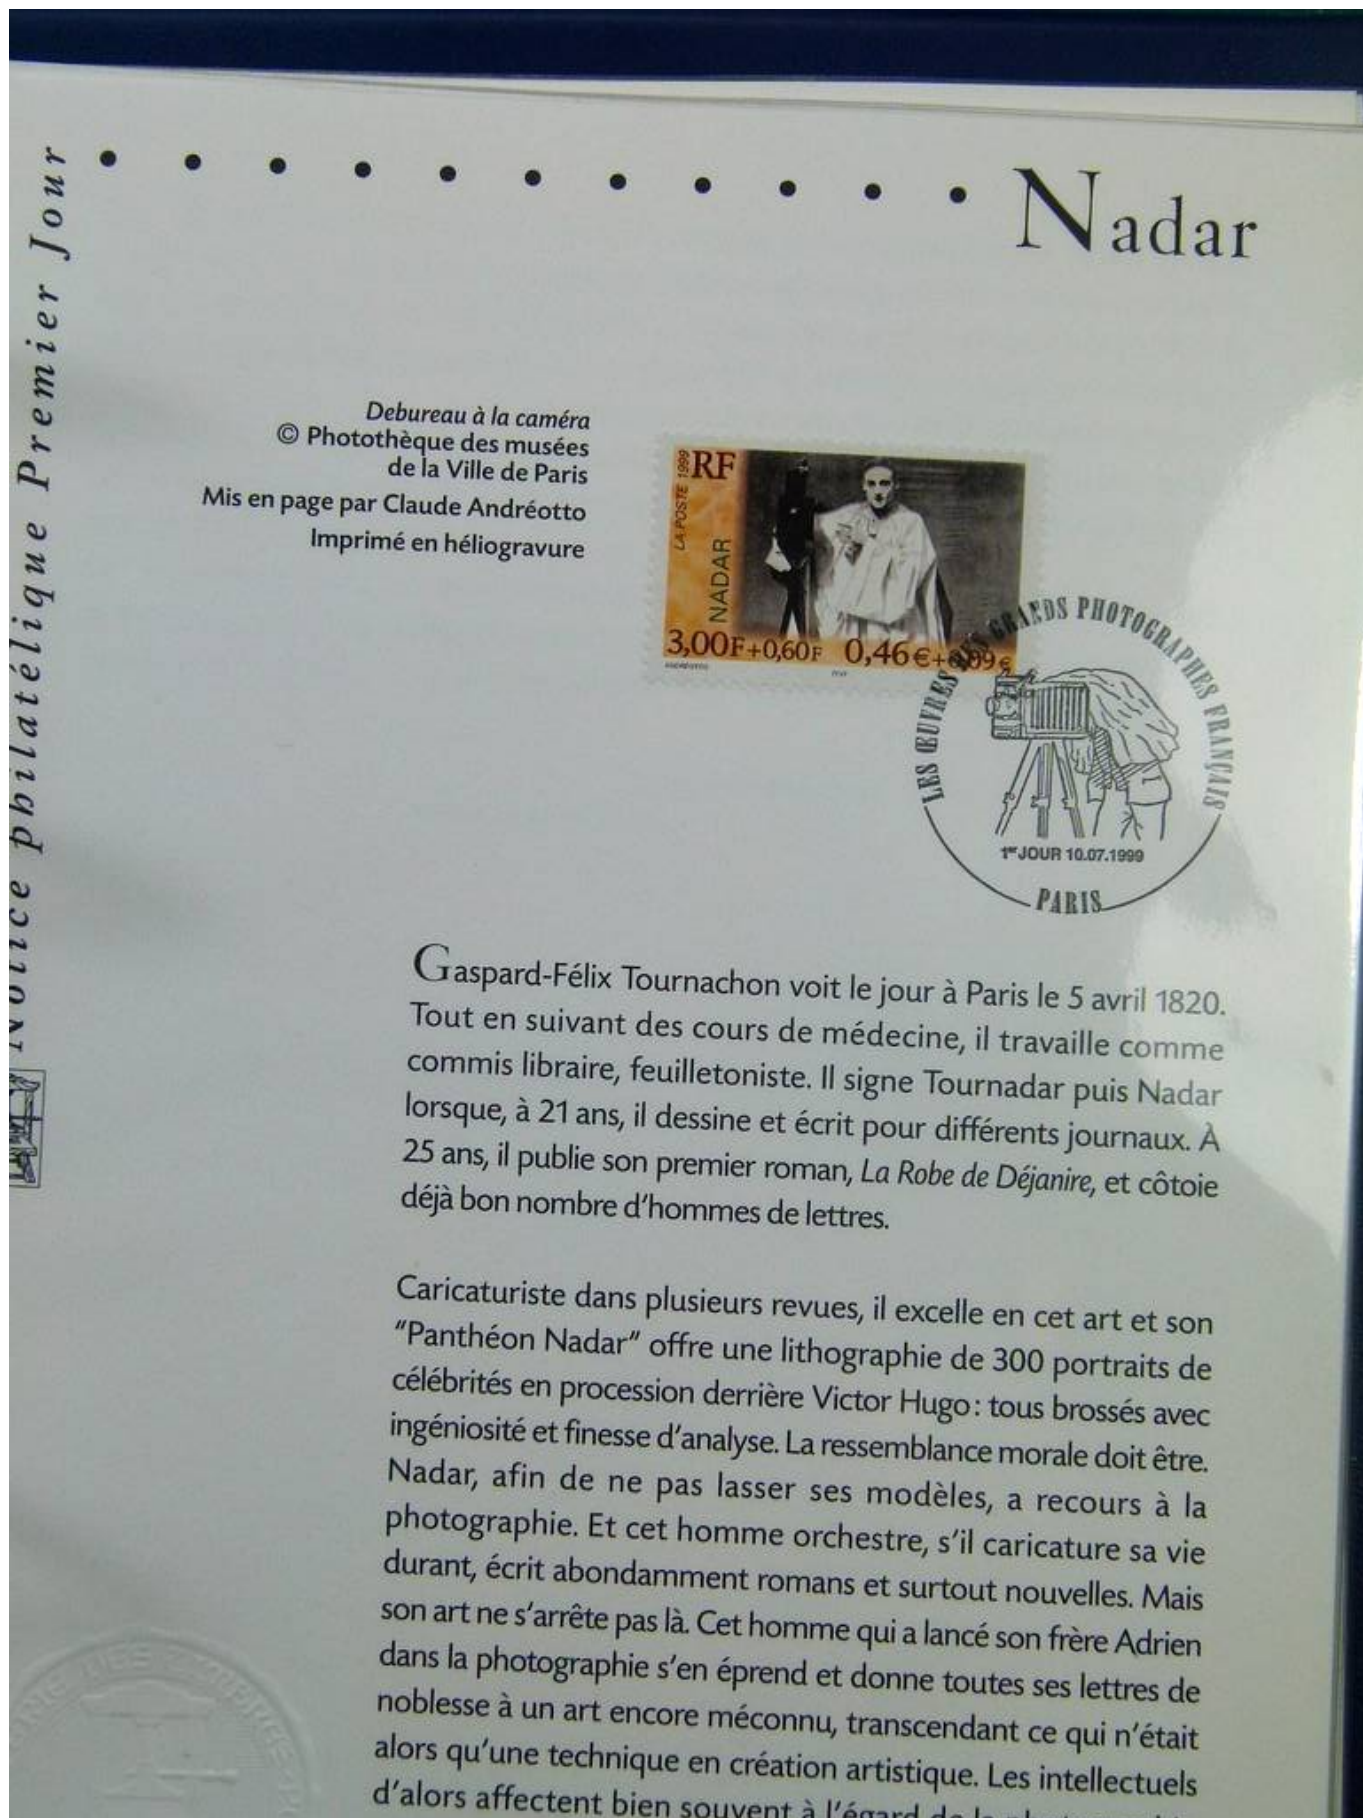 Nadar
Notice philatélique Premier Jour
Debureau à la caméra
© Photothèque des musées
de la Ville de Paris
Mis en page par Claude Andréotto
Imprimé en héliogravure
RF
LA POSTE 1999
NADAR
3,00F+0,60F 0,46€+0,09€
LES ŒUVRES DES GRANDS PHOTOGRAPHES FRANÇAIS
1er JOUR 10.07.1999
PARIS
Gaspard-Félix Tournachon voit le jour à Paris le 5 avril 1820.
Tout en suivant des cours de médecine, il travaille comme
commis libraire, feuilletoniste. Il signe Tournadar puis Nadar
lorsque, à 21 ans, il dessine et écrit pour différents journaux. À
25 ans, il publie son premier roman, La Robe de Déjanire, et côtoie
déjà bon nombre d'hommes de lettres.
Caricaturiste dans plusieurs revues, il excelle en cet art et son
"Panthéon Nadar" offre une lithographie de 300 portraits de
célébrités en procession derrière Victor Hugo : tous brossés avec
ingéniosité et finesse d'analyse. La ressemblance morale doit être.
Nadar, afin de ne pas lasser ses modèles, a recours à la
photographie. Et cet homme orchestre, s'il caricature sa vie
durant, écrit abondamment romans et surtout nouvelles. Mais
son art ne s'arrête pas là. Cet homme qui a lancé son frère Adrien
dans la photographie s'en éprend et donne toutes ses lettres de
noblesse à un art encore méconnu, transcendant ce qui n'était
alors qu'une technique en création artistique. Les intellectuels
d'alors affectent bien souvent à l'égard de la